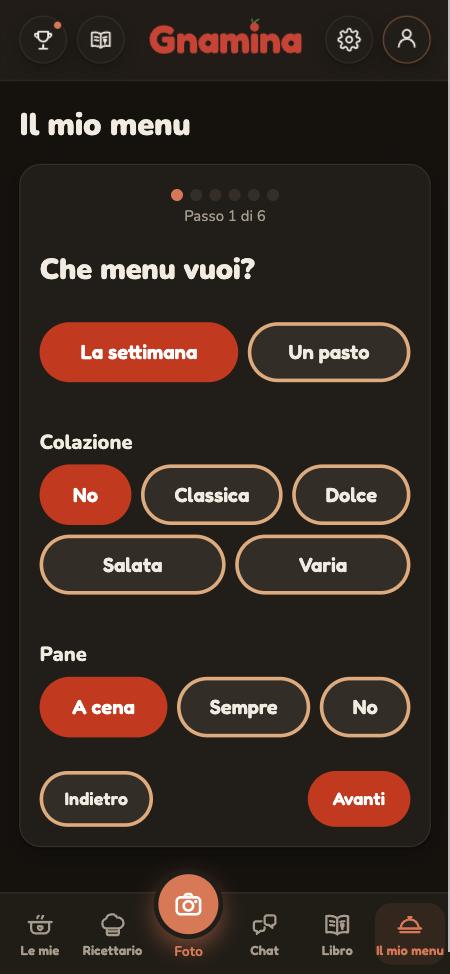 Gnamina
Il mio menu
Passo 1 di 6
Che menu vuoi?
La settimana
Un pasto
Colazione
No
Classica
Dolce
Salata
Varia
Pane
A cena
Sempre
No
Indietro
Avanti
Le mie
Ricettario
Foto
Chat
Libro
Il mio menu